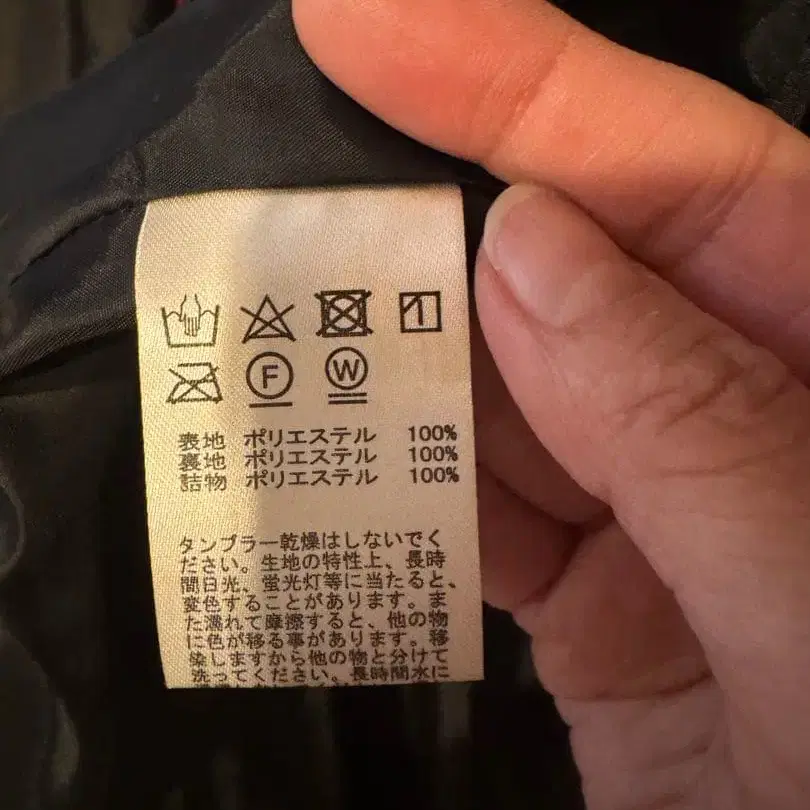 F W
表地 ポリエステル 100%
裏地 ポリエステル 100%
詰物 ポリエステル 100%
タンブラー乾燥はしないでく
ださい。生地の特性上、長時
間日光、蛍光灯等に当たると、
変色することがあります。ま
た濡れて摩擦すると、他の物
に色が移る事があります。移
染しますから他の物と分けて
洗ってください。長時間水に